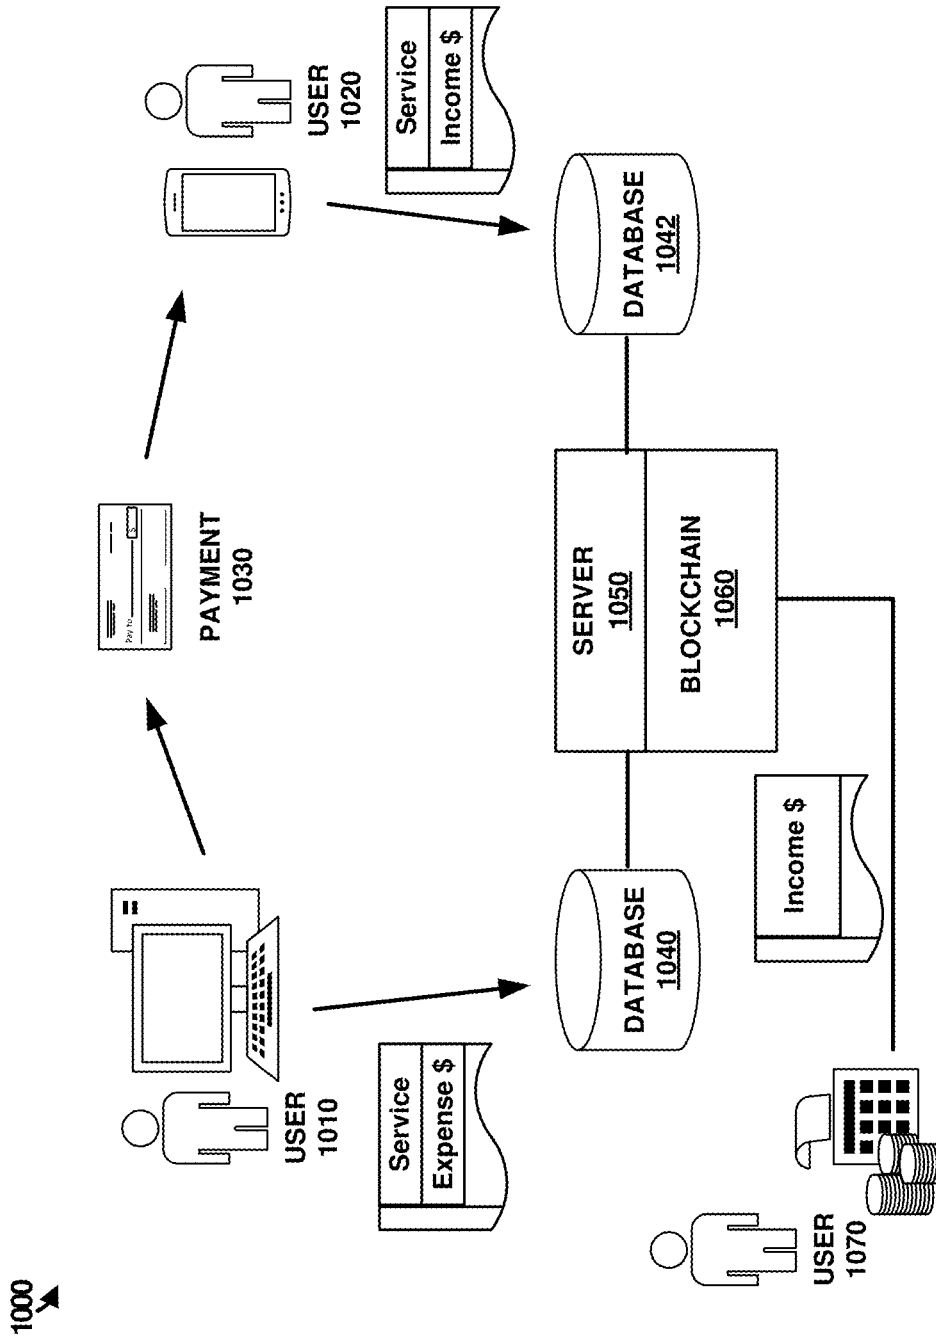 1000
USER
1010
PAYMENT
1030
Pay to
$
USER
1020
Service
Expense $
Service
Income $
DATABASE
1040
SERVER
1050
BLOCKCHAIN
1060
DATABASE
1042
Income $
USER
1070